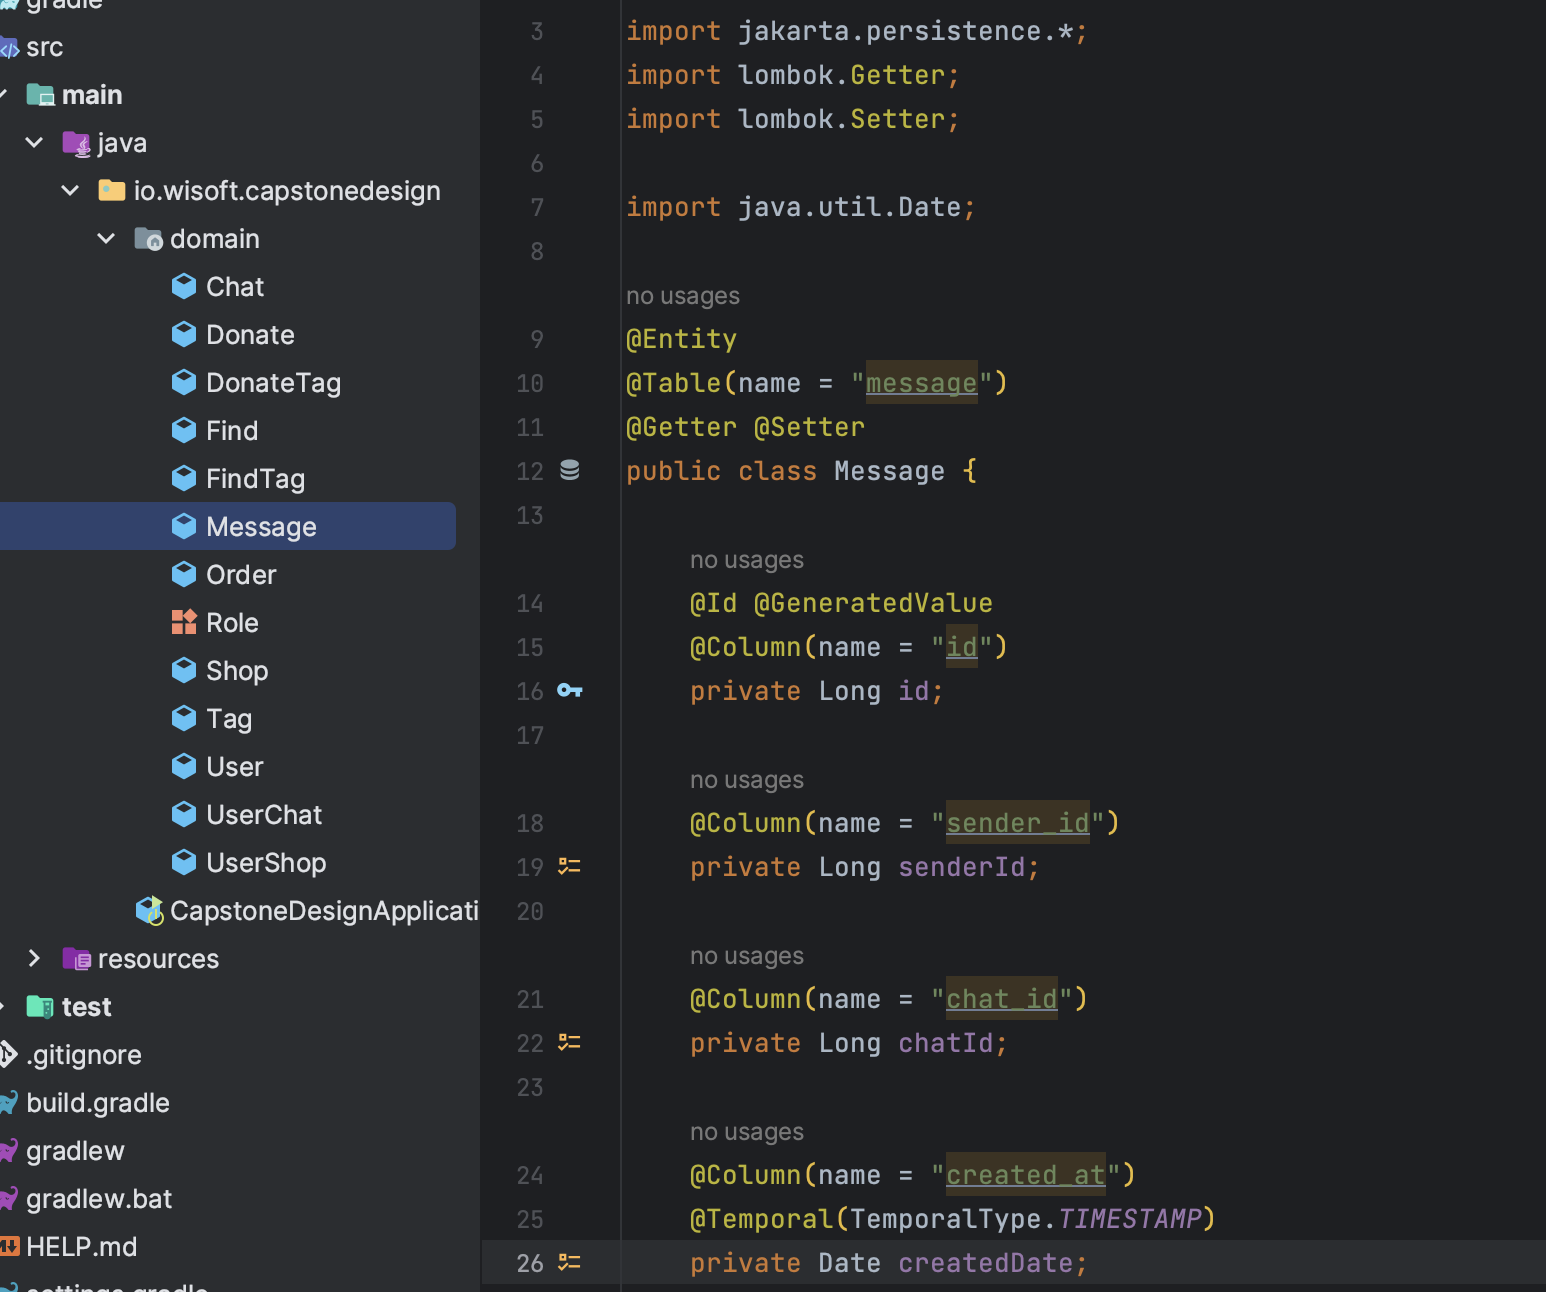 gradle
src
main
java
io.wisoft.capstonedesign
domain
Chat
Donate
DonateTag
Find
FindTag
Message
Order
Role
Shop
Tag
User
UserChat
UserShop
CapstoneDesignApplicati
resources
test
.gitignore
build.gradle
gradlew
gradlew.bat
HELP.md
settings.gradle
3 import jakarta.persistence.*;
4 import lombok.Getter;
5 import lombok.Setter;
6
7 import java.util.Date;
8
no usages
9 @Entity
10 @Table(name = "message")
11 @Getter @Setter
12 public class Message {
13
no usages
14 @Id @GeneratedValue
15 @Column(name = "id")
16 private Long id;
17
no usages
18 @Column(name = "sender_id")
19 private Long senderId;
20
no usages
21 @Column(name = "chat_id")
22 private Long chatId;
23
no usages
24 @Column(name = "created_at")
25 @Temporal(TemporalType.TIMESTAMP)
26 private Date createdDate;